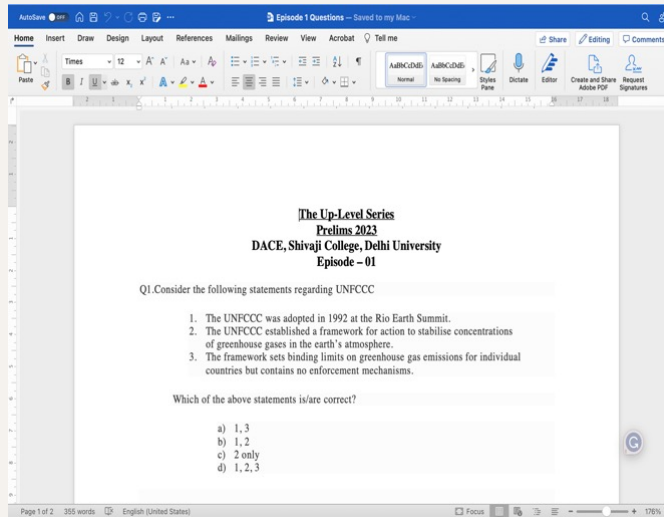 AutoSave OFF
Episode 1 Questions — Saved to my Mac
Home Insert Draw Design Layout References Mailings Review View Acrobat Tell me
Share Editing Comments
Paste
Times 12
AaBbCcDdE
Normal
AaBbCcDdE
No Spacing
Styles Pane
Dictate
Editor
Create and Share Adobe PDF
Request Signatures
The Up-Level Series
Prelims 2023
DACE, Shivaji College, Delhi University
Episode – 01
Q1.Consider the following statements regarding UNFCCC
1. The UNFCCC was adopted in 1992 at the Rio Earth Summit.
2. The UNFCCC established a framework for action to stabilise concentrations
of greenhouse gases in the earth's atmosphere.
3. The framework sets binding limits on greenhouse gas emissions for individual
countries but contains no enforcement mechanisms.
Which of the above statements is/are correct?
a) 1, 3
b) 1, 2
c) 2 only
d) 1, 2, 3
Page 1 of 2 355 words English (United States) Focus 176%